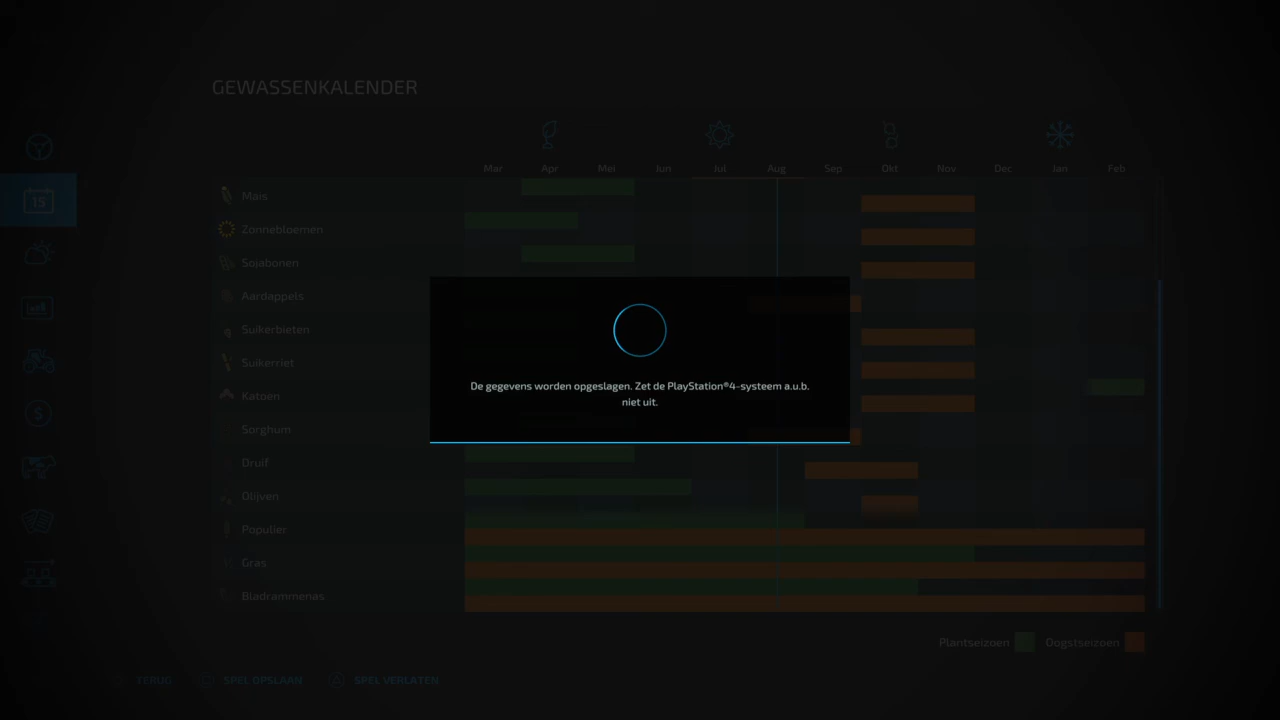 GEWASSENKALENDER
Mar Apr Mei Jun Jul Aug Sep Okt Nov Dec Jan Feb
15
Mais
Zonnebloemen
Sojabonen
Aardappels
Suikerbieten
Suikerriet
Katoen
Sorghum
Druif
Olijven
Populier
Gras
Bladrammenas
De gegevens worden opgeslagen. Zet de PlayStation®4-systeem a.u.b.
niet uit.
Plantseizoen Oogstseizoen
TERUG SPEL OPSLAAN SPEL VERLATEN